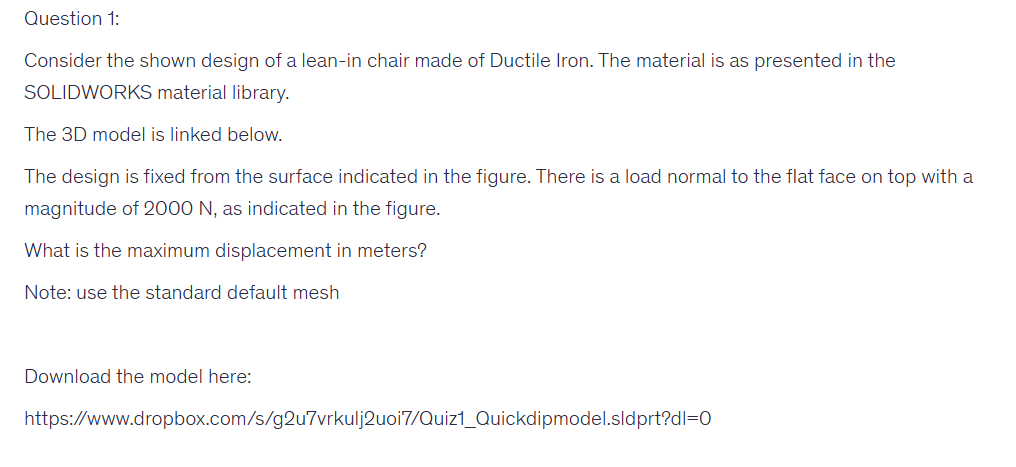 Question 1:
Consider the shown design of a lean-in chair made of Ductile Iron. The material is as presented in the
SOLIDWORKS material library.
The 3D model is linked below.
The design is fixed from the surface indicated in the figure. There is a load normal to the flat face on top with a
magnitude of 2000 N, as indicated in the figure.
What is the maximum displacement in meters?
Note: use the standard default mesh
Download the model here:
https://www.dropbox.com/s/g2u7vrkulj2uoi7/Quiz1_Quickdipmodel.sldprt?dl=0